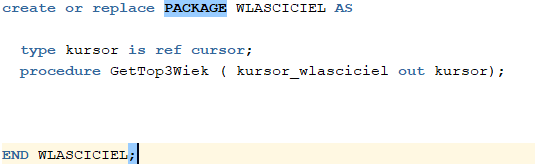 create or replace PACKAGE WLASCICIEL AS
type kursor is ref cursor;
procedure GetTop3Wiek ( kursor_wlasciciel out kursor);
END WLASCICIEL;